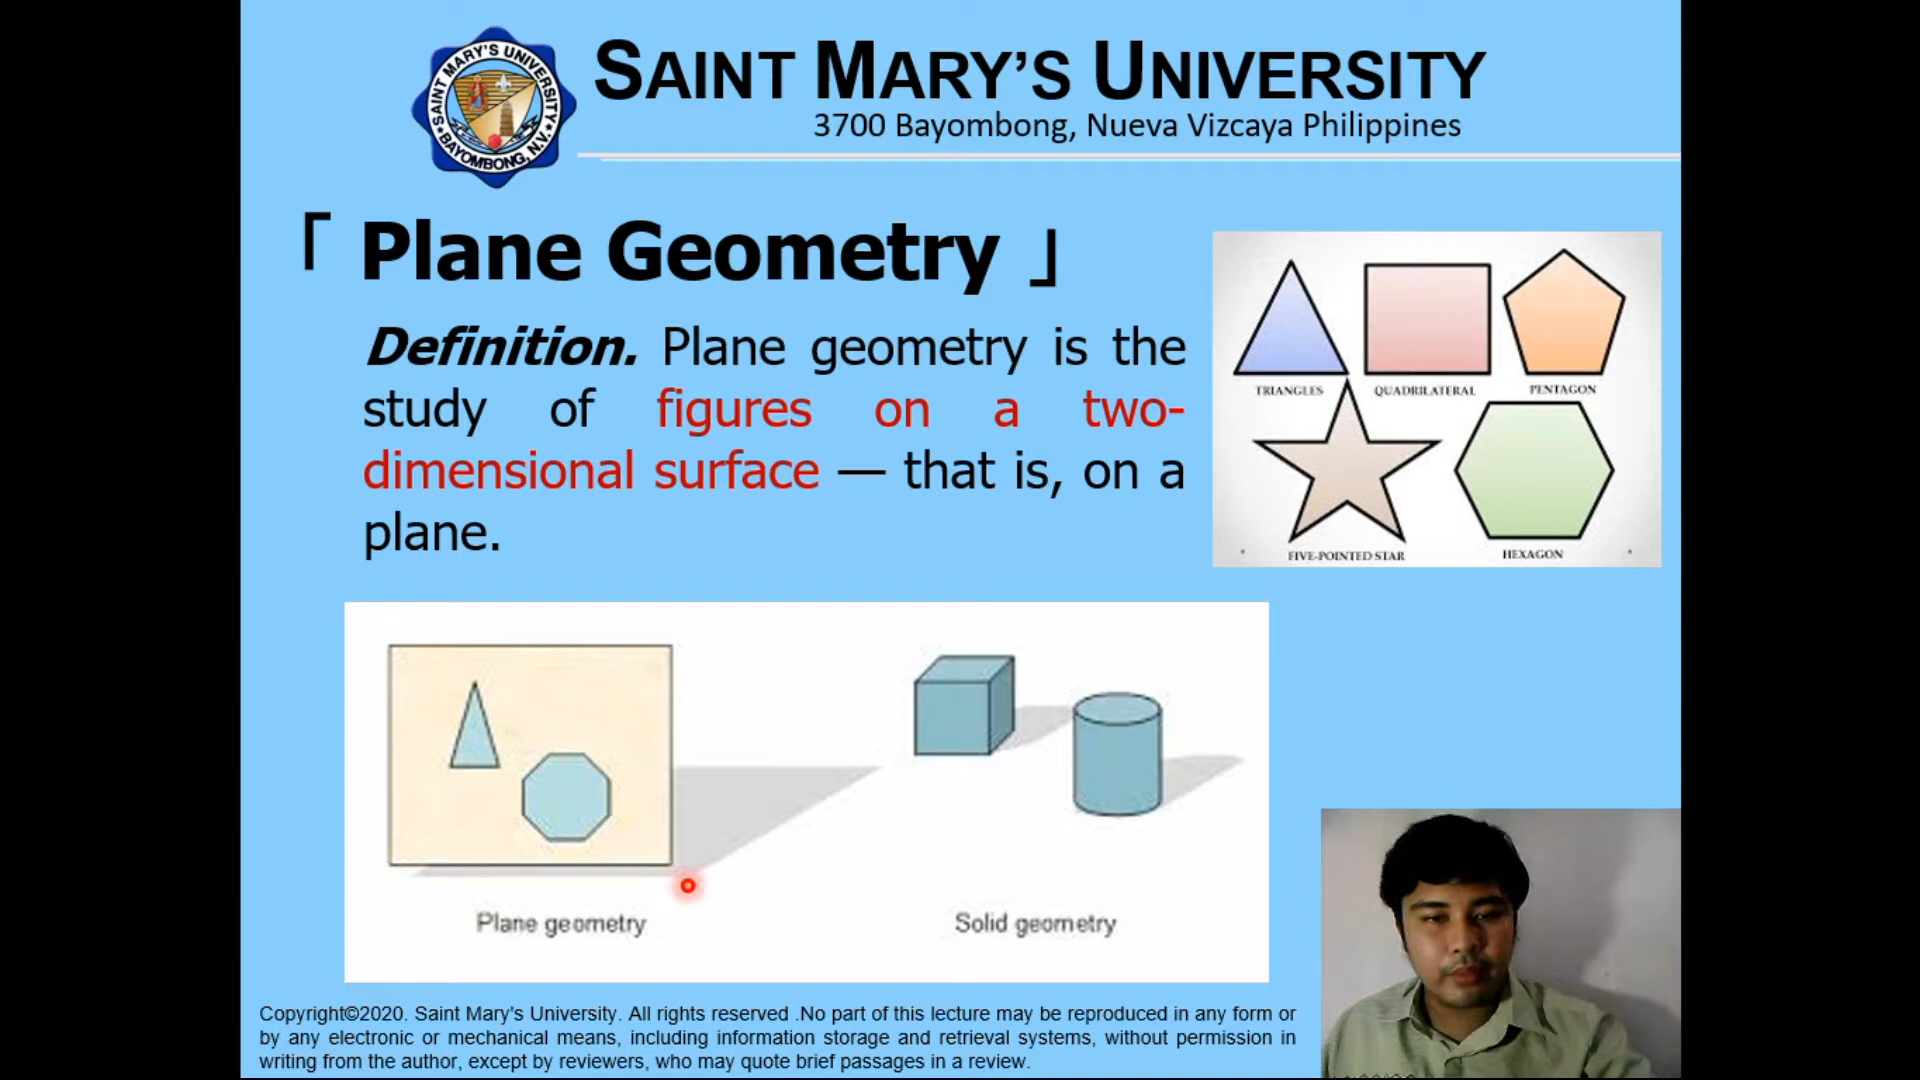 SAINT MARY'S UNIVERSITY
SAINT MARY'S UNIVERSITY
BAYOMBONG, N.V.
3700 Bayombong, Nueva Vizcaya Philippines
「 Plane Geometry 」
Definition. Plane geometry is the
study of figures on a two-
dimensional surface — that is, on a
plane.
TRIANGLES
QUADRILATERAL
PENTAGON
FIVE-POINTED STAR
HEXAGON
Plane geometry
Solid geometry
Copyright©2020. Saint Mary's University. All rights reserved .No part of this lecture may be reproduced in any form or
by any electronic or mechanical means, including information storage and retrieval systems, without permission in
writing from the author, except by reviewers, who may quote brief passages in a review.